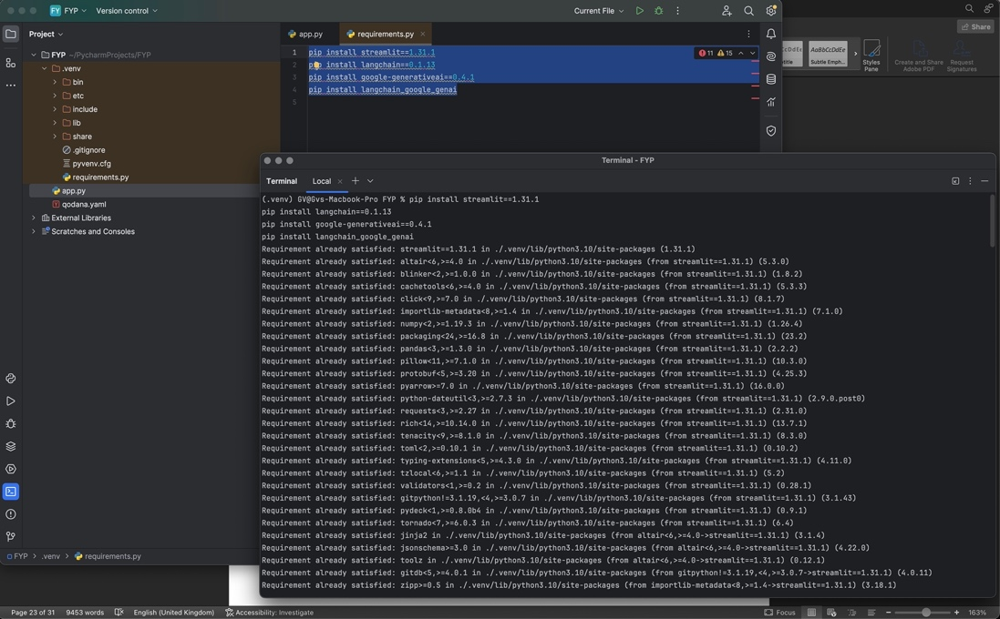 FYP Version control Current File
Share
Project
app.py requirements.py
FYP ~/PycharmProjects/FYP
.venv
bin
etc
include
lib
share
.gitignore
pyvenv.cfg
requirements.py
app.py
qodana.yaml
External Libraries
Scratches and Consoles
1 pip install streamlit==1.31.1
2 pip install langchain==0.1.13
3 pip install google-generativeai==0.4.1
4 pip install langchain_google_genai
5
11 15
AaBbCcDdEe
Subtle Emph...
Styles
Pane
Create and Share
Adobe PDF
Request
Signatures
Terminal - FYP
Terminal Local
(.venv) GV@Gvs-Macbook-Pro FYP % pip install streamlit==1.31.1
pip install langchain==0.1.13
pip install google-generativeai==0.4.1
pip install langchain_google_genai
Requirement already satisfied: streamlit==1.31.1 in ./.venv/lib/python3.10/site-packages (1.31.1)
Requirement already satisfied: altair<6,>=4.0 in ./.venv/lib/python3.10/site-packages (from streamlit==1.31.1) (5.3.0)
Requirement already satisfied: blinker<2,>=1.0.0 in ./.venv/lib/python3.10/site-packages (from streamlit==1.31.1) (1.8.2)
Requirement already satisfied: cachetools<6,>=4.0 in ./.venv/lib/python3.10/site-packages (from streamlit==1.31.1) (5.3.3)
Requirement already satisfied: click<9,>=7.0 in ./.venv/lib/python3.10/site-packages (from streamlit==1.31.1) (8.1.7)
Requirement already satisfied: importlib-metadata<8,>=1.4 in ./.venv/lib/python3.10/site-packages (from streamlit==1.31.1) (7.1.0)
Requirement already satisfied: numpy<2,>=1.19.3 in ./.venv/lib/python3.10/site-packages (from streamlit==1.31.1) (1.26.4)
Requirement already satisfied: packaging<24,>=16.8 in ./.venv/lib/python3.10/site-packages (from streamlit==1.31.1) (23.2)
Requirement already satisfied: pandas<3,>=1.3.0 in ./.venv/lib/python3.10/site-packages (from streamlit==1.31.1) (2.2.2)
Requirement already satisfied: pillow<11,>=7.1.0 in ./.venv/lib/python3.10/site-packages (from streamlit==1.31.1) (10.3.0)
Requirement already satisfied: protobuf<5,>=3.20 in ./.venv/lib/python3.10/site-packages (from streamlit==1.31.1) (4.25.3)
Requirement already satisfied: pyarrow>=7.0 in ./.venv/lib/python3.10/site-packages (from streamlit==1.31.1) (16.0.0)
Requirement already satisfied: python-dateutil<3,>=2.7.3 in ./.venv/lib/python3.10/site-packages (from streamlit==1.31.1) (2.9.0.post0)
Requirement already satisfied: requests<3,>=2.27 in ./.venv/lib/python3.10/site-packages (from streamlit==1.31.1) (2.31.0)
Requirement already satisfied: rich<14,>=10.14.0 in ./.venv/lib/python3.10/site-packages (from streamlit==1.31.1) (13.7.1)
Requirement already satisfied: tenacity<9,>=8.1.0 in ./.venv/lib/python3.10/site-packages (from streamlit==1.31.1) (8.3.0)
Requirement already satisfied: toml<2,>=0.10.1 in ./.venv/lib/python3.10/site-packages (from streamlit==1.31.1) (0.10.2)
Requirement already satisfied: typing-extensions<5,>=4.3.0 in ./.venv/lib/python3.10/site-packages (from streamlit==1.31.1) (4.11.0)
Requirement already satisfied: tzlocal<6,>=1.1 in ./.venv/lib/python3.10/site-packages (from streamlit==1.31.1) (5.2)
Requirement already satisfied: validators<1,>=0.2 in ./.venv/lib/python3.10/site-packages (from streamlit==1.31.1) (0.28.1)
Requirement already satisfied: gitpython!=3.1.19,<4,>=3.0.7 in ./.venv/lib/python3.10/site-packages (from streamlit==1.31.1) (3.1.43)
Requirement already satisfied: pydeck<1,>=0.8.0b4 in ./.venv/lib/python3.10/site-packages (from streamlit==1.31.1) (0.9.1)
Requirement already satisfied: tornado<7,>=6.0.3 in ./.venv/lib/python3.10/site-packages (from streamlit==1.31.1) (6.4)
Requirement already satisfied: jinja2 in ./.venv/lib/python3.10/site-packages (from altair<6,>=4.0->streamlit==1.31.1) (3.1.4)
Requirement already satisfied: jsonschema>=3.0 in ./.venv/lib/python3.10/site-packages (from altair<6,>=4.0->streamlit==1.31.1) (4.22.0)
Requirement already satisfied: toolz in ./.venv/lib/python3.10/site-packages (from altair<6,>=4.0->streamlit==1.31.1) (0.12.1)
Requirement already satisfied: gitdb<5,>=4.0.1 in ./.venv/lib/python3.10/site-packages (from gitpython!=3.1.19,<4,>=3.0.7->streamlit==1.31.1) (4.0.11)
Requirement already satisfied: zipp>=0.5 in ./.venv/lib/python3.10/site-packages (from importlib-metadata<8,>=1.4->streamlit==1.31.1) (3.18.1)
FYP > .venv > requirements.py
Page 23 of 31 9453 words English (United Kingdom) Accessibility: Investigate Focus 163%